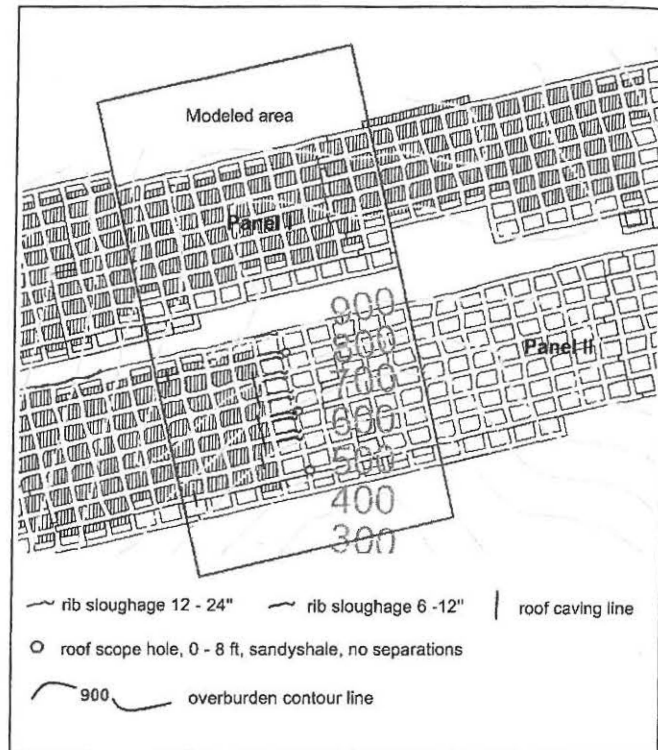 Modeled area
Panel I
900
800
Panel II
700
600
500
400
300
rib sloughage 12 - 24" rib sloughage 6 -12" roof caving line
roof scope hole, 0 - 8 ft, sandyshale, no separations
900 overburden contour line